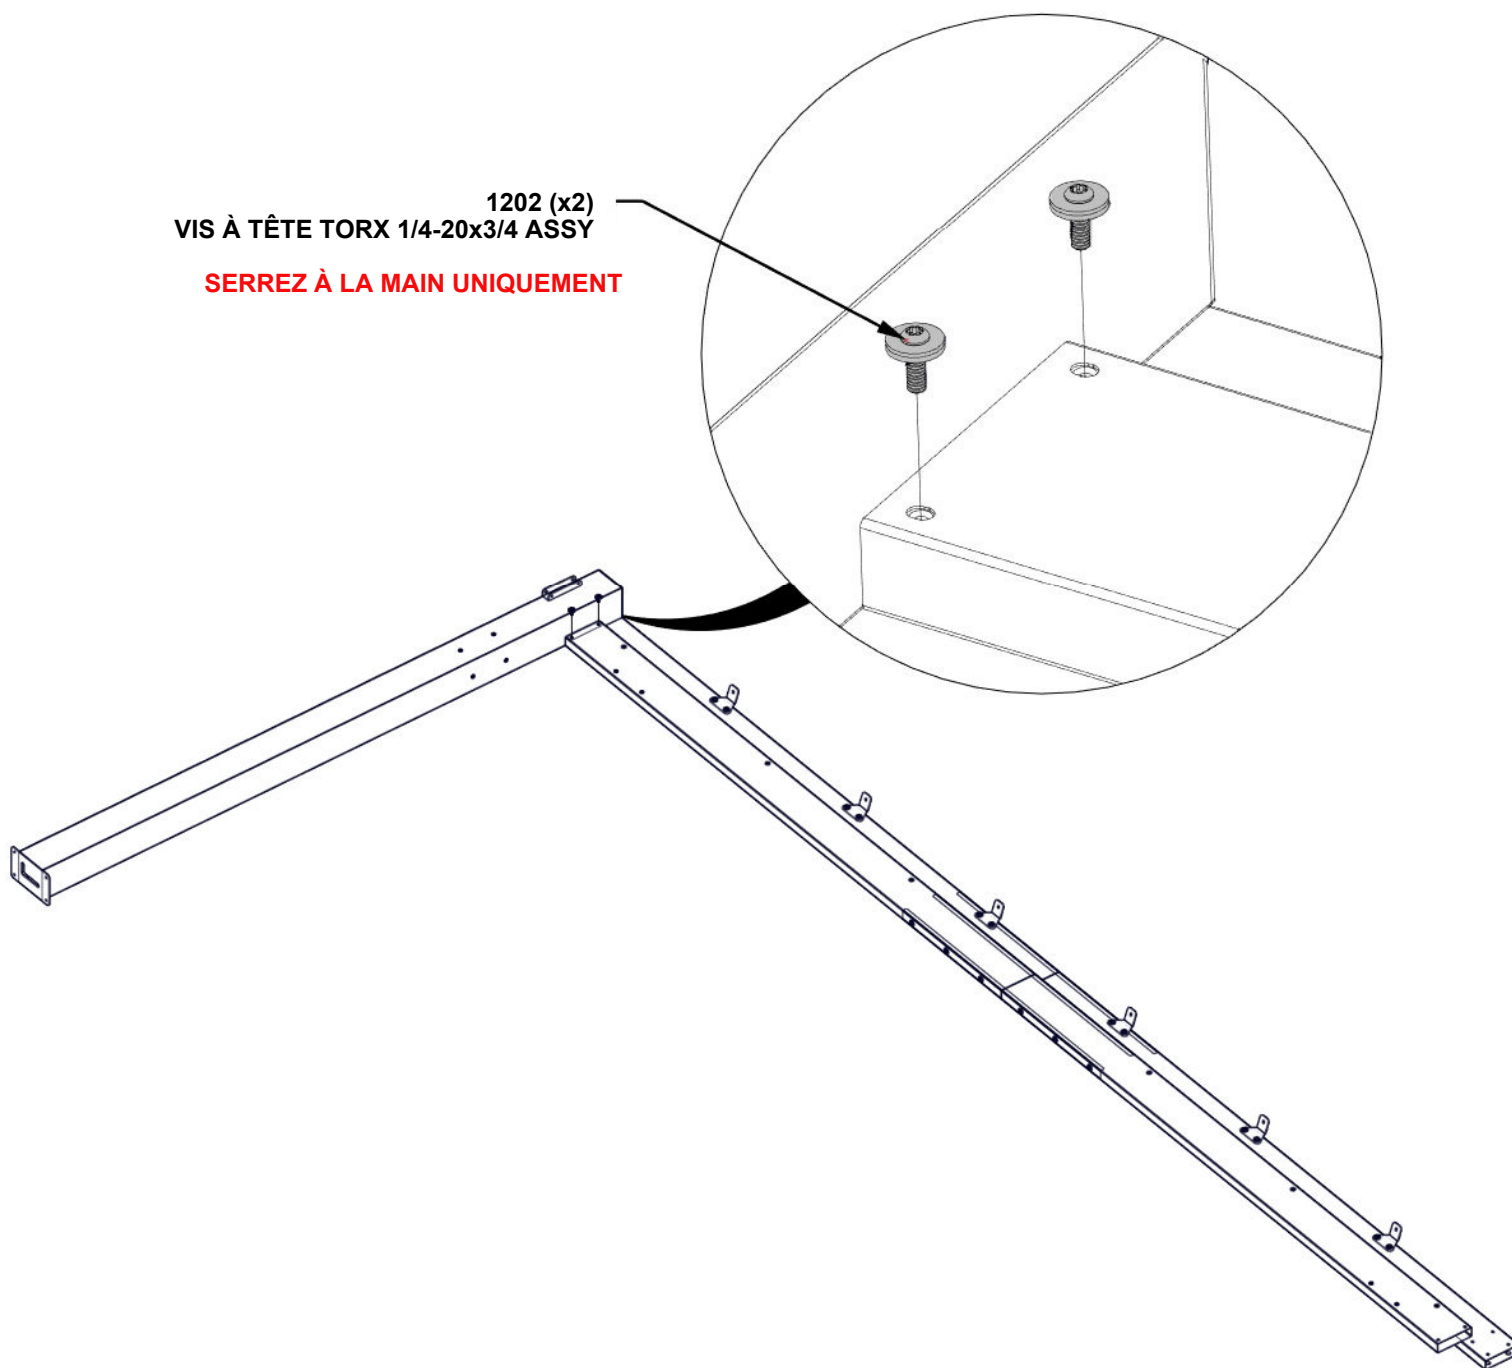 1202 (x2)
VIS À TÊTE TORX 1/4-20x3/4 ASSY
SERREZ À LA MAIN UNIQUEMENT